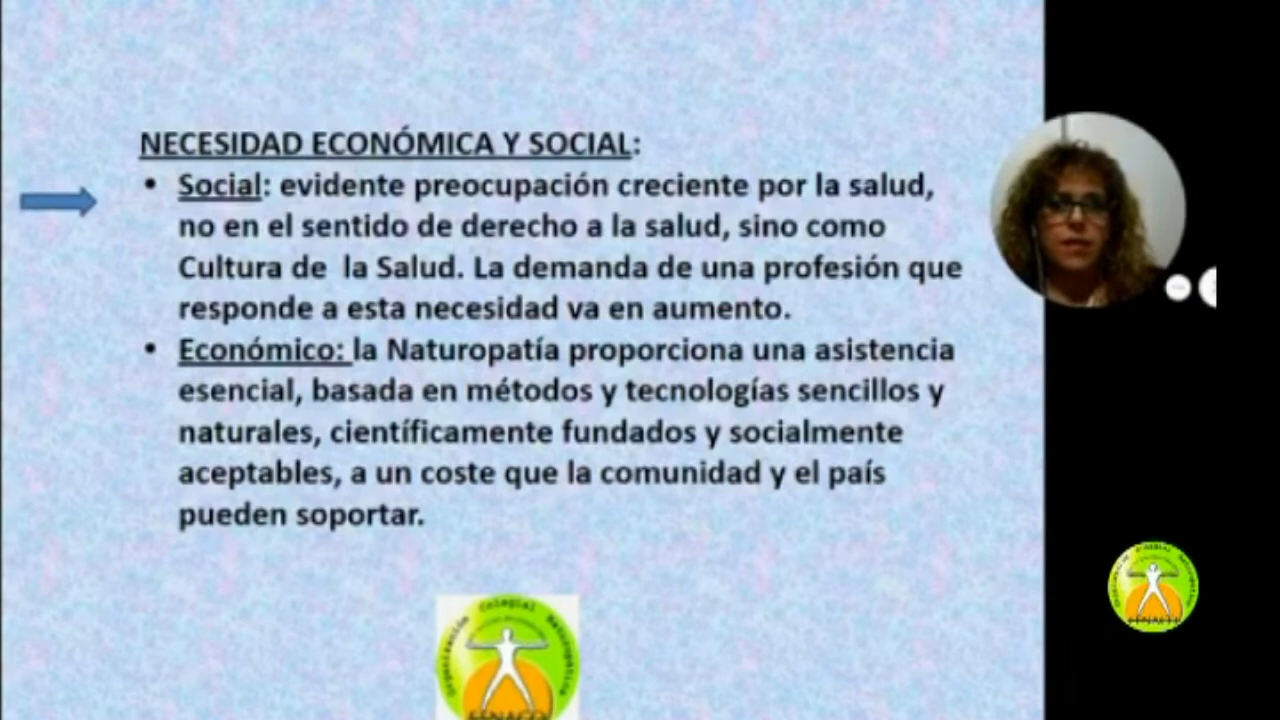 NECESIDAD ECONÓMICA Y SOCIAL:
• Social: evidente preocupación creciente por la salud,
no en el sentido de derecho a la salud, sino como
Cultura de la Salud. La demanda de una profesión que
responde a esta necesidad va en aumento.
• Económico: la Naturopatía proporciona una asistencia
esencial, basada en métodos y tecnologías sencillos y
naturales, científicamente fundados y socialmente
aceptables, a un coste que la comunidad y el país
pueden soportar.
Organización Colegial Naturopática